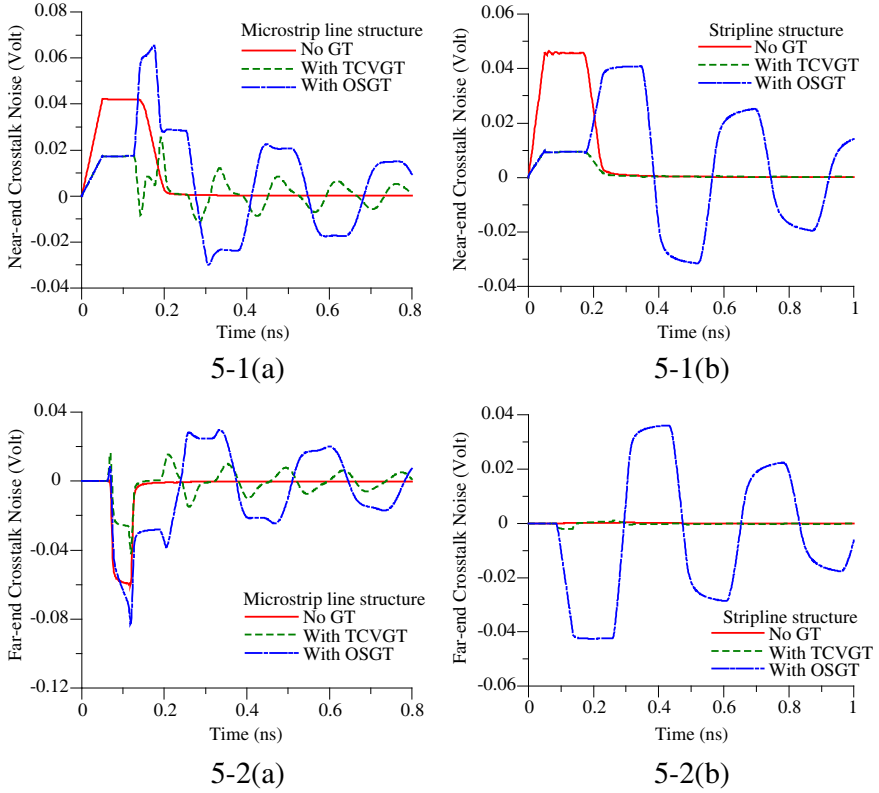 Near-end Crosstalk Noise (Volt)
0.08
0.06
0.04
0.02
0
-0.02
-0.04
Microstrip line structure
No GT
With TCVGT
With OSGT
0
0.2
0.4
0.6
0.8
Time (ns)
5-1(a)
Near-end Crosstalk Noise (Volt)
0.06
0.04
0.02
0
-0.02
-0.04
Stripline structure
No GT
With TCVGT
With OSGT
0
0.2
0.4
0.6
0.8
1
Time (ns)
5-1(b)
Far-end Crosstalk Noise (Volt)
0.04
0
-0.04
-0.08
-0.12
Microstrip line structure
No GT
With TCVGT
With OSGT
0
0.2
0.4
0.6
0.8
Time (ns)
5-2(a)
Far-end Crosstalk Noise (Volt)
0.04
0.02
0
-0.02
-0.04
-0.06
Stripline structure
No GT
With TCVGT
With OSGT
0
0.2
0.4
0.6
0.8
1
Time (ns)
5-2(b)